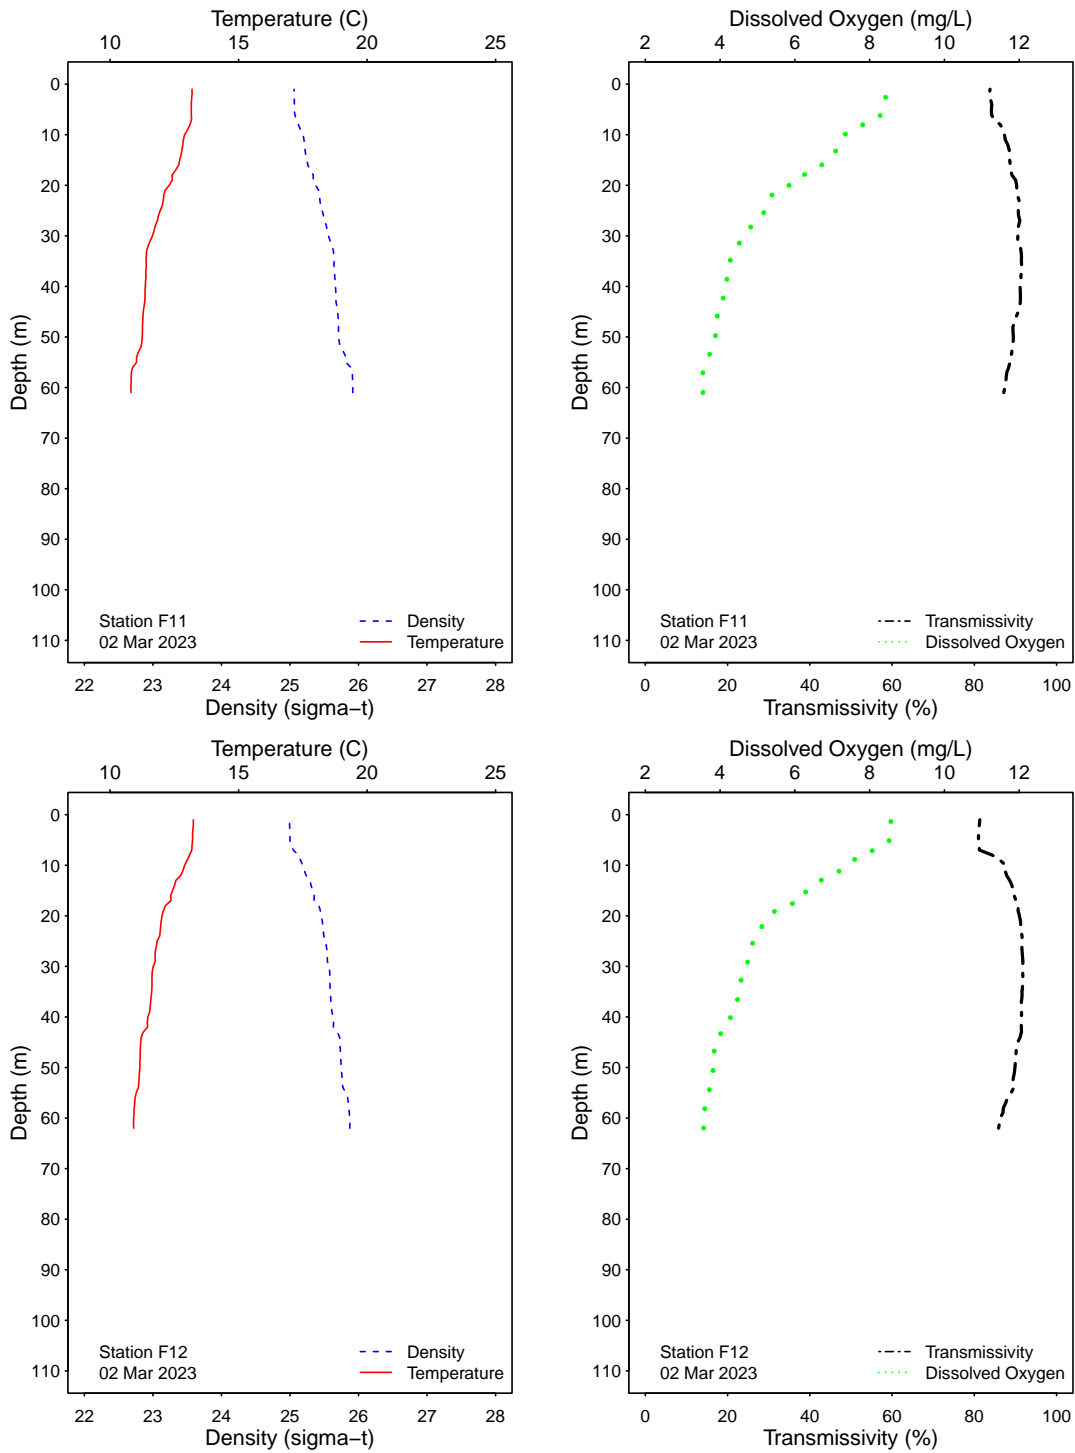 Temperature (C)
10 15 20 25
0
10
20
30
40
50
60
70
80
90
100
110
Depth (m)
Station F11
02 Mar 2023
Density
Temperature
22 23 24 25 26 27 28
Density (sigma−t)
Dissolved Oxygen (mg/L)
2 4 6 8 10 12
0
10
20
30
40
50
60
70
80
90
100
110
Depth (m)
Station F11
02 Mar 2023
Transmissivity
Dissolved Oxygen
0 20 40 60 80 100
Transmissivity (%)
Temperature (C)
10 15 20 25
0
10
20
30
40
50
60
70
80
90
100
110
Depth (m)
Station F12
02 Mar 2023
Density
Temperature
22 23 24 25 26 27 28
Density (sigma−t)
Dissolved Oxygen (mg/L)
2 4 6 8 10 12
0
10
20
30
40
50
60
70
80
90
100
110
Depth (m)
Station F12
02 Mar 2023
Transmissivity
Dissolved Oxygen
0 20 40 60 80 100
Transmissivity (%)